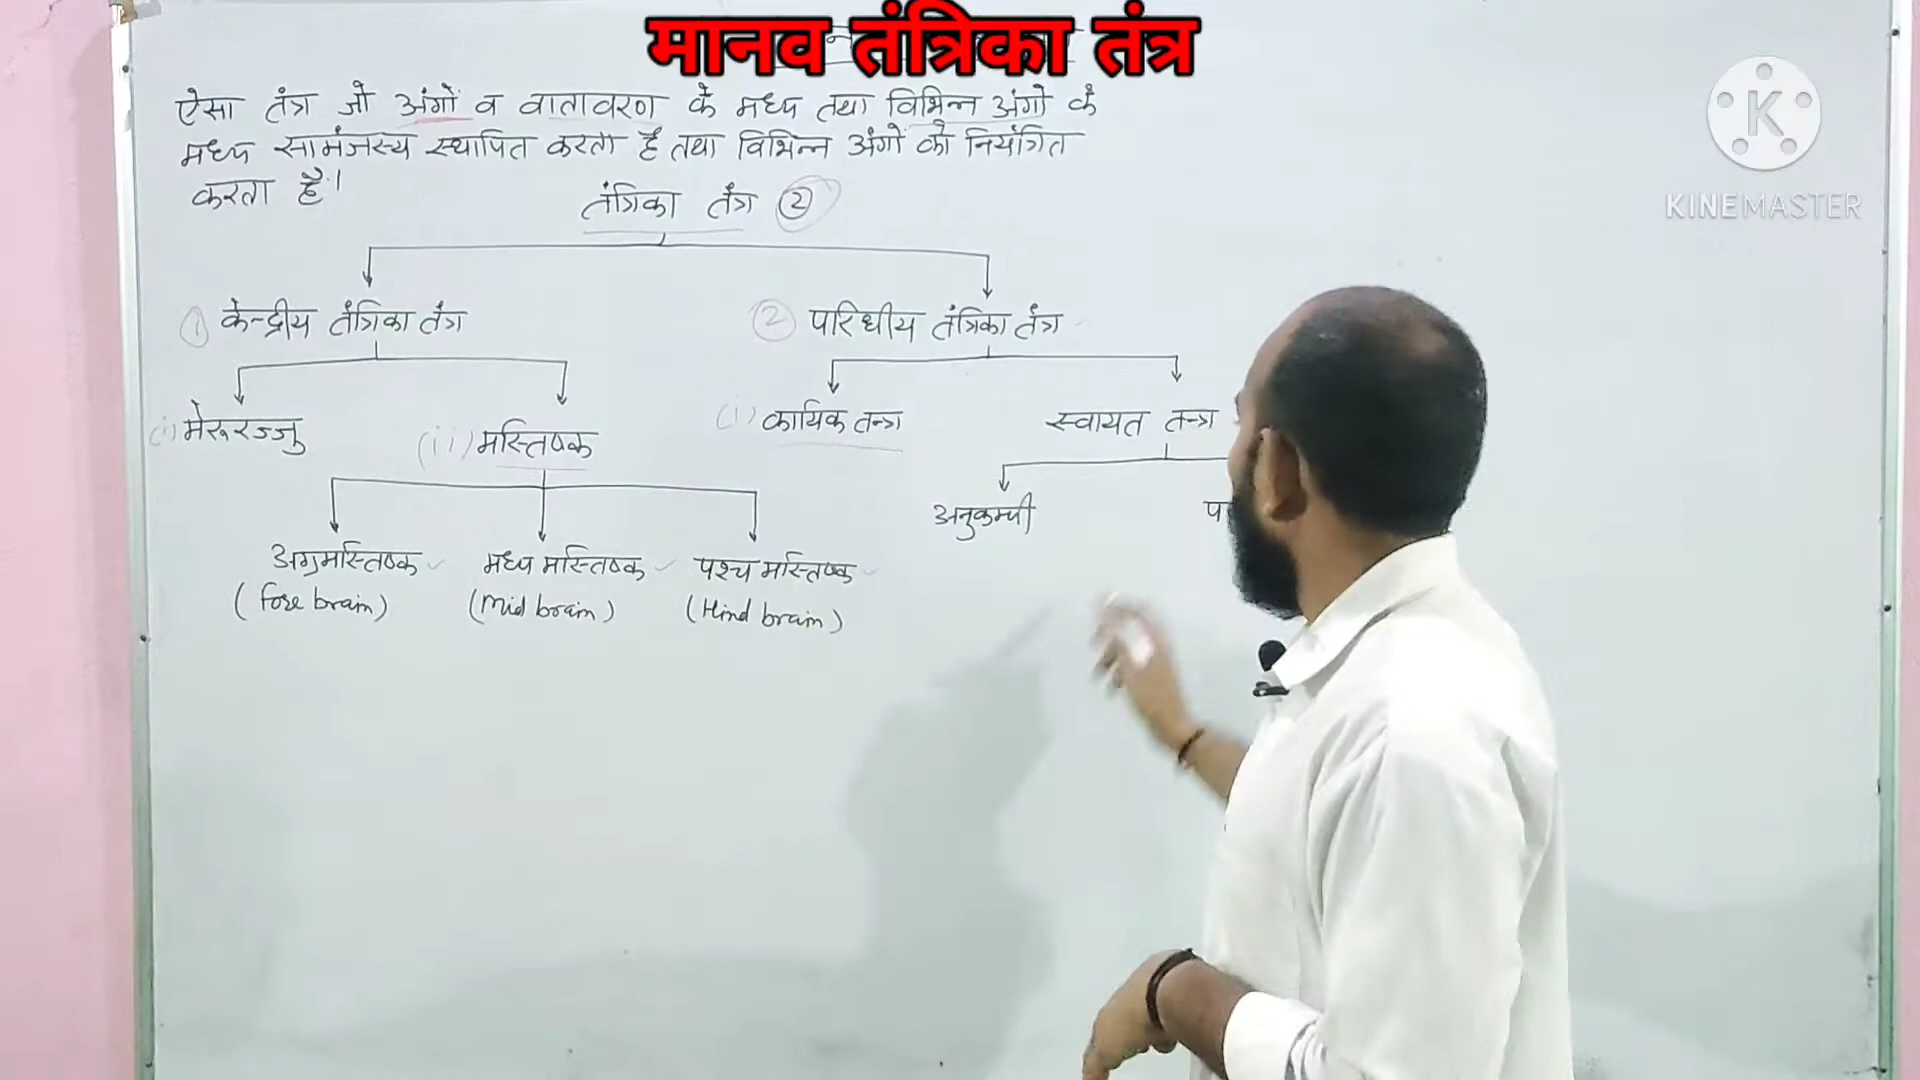 मानव तंत्रिका तंत्र
ऐसा तंत्र जो अंगों व वातावरण के मध्य तथा विभिन्न अंगो के
मध्य सामंजस्य स्थापित करता है तथा विभिन्न अंगों को नियंत्रित
करता है।
तंत्रिका तंत्र ②
① केन्द्रीय तंत्रिका तंत्र
② परिधीय तंत्रिका तंत्र
(i) मेरूरज्जु
(ii) मस्तिष्क
(i) कायिक तन्त्र
स्वायत तन्त्र
अनुकम्पी
अग्रमस्तिष्क
मध्य मस्तिष्क
पश्च मस्तिष्क
(Fore brain)
(Mid brain)
(Hind brain)
K
KINEMASTER